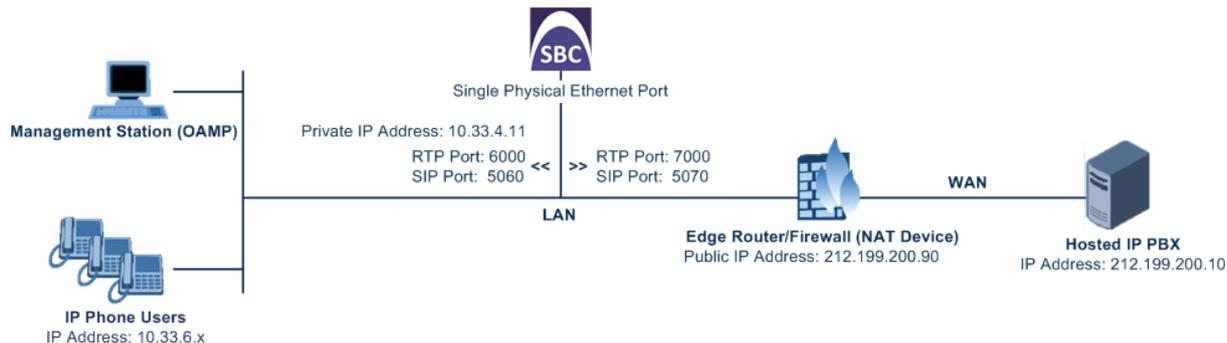 SBC
Single Physical Ethernet Port
Management Station (OAMP)
Private IP Address: 10.33.4.11
RTP Port: 6000 << >> RTP Port: 7000
SIP Port: 5060 SIP Port: 5070
LAN
WAN
Edge Router/Firewall (NAT Device)
Public IP Address: 212.199.200.90
Hosted IP PBX
IP Address: 212.199.200.10
IP Phone Users
IP Address: 10.33.6.x